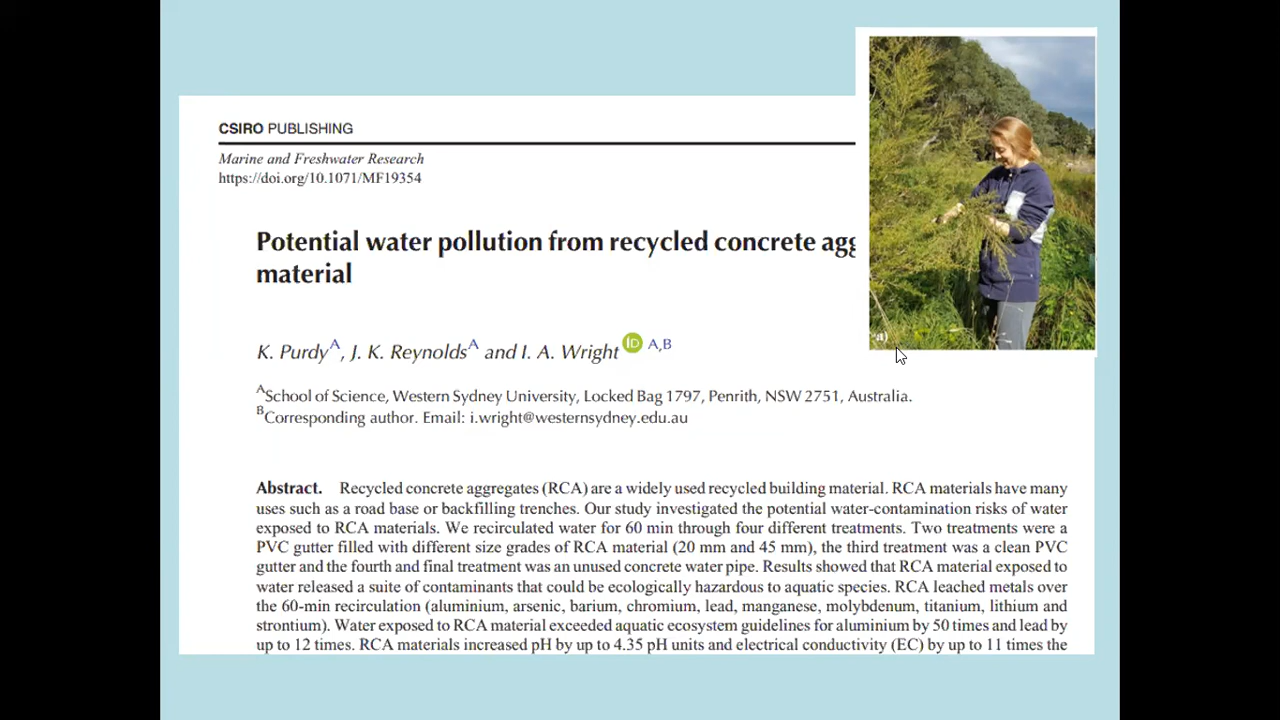 CSIRO PUBLISHING
Marine and Freshwater Research
https://doi.org/10.1071/MF19354
Potential water pollution from recycled concrete agg
material
K. Purdy^A, J. K. Reynolds^A and I. A. Wright iD A,B
^ASchool of Science, Western Sydney University, Locked Bag 1797, Penrith, NSW 2751, Australia.
^BCorresponding author. Email: i.wright@westernsydney.edu.au
Abstract. Recycled concrete aggregates (RCA) are a widely used recycled building material. RCA materials have many
uses such as a road base or backfilling trenches. Our study investigated the potential water-contamination risks of water
exposed to RCA materials. We recirculated water for 60 min through four different treatments. Two treatments were a
PVC gutter filled with different size grades of RCA material (20 mm and 45 mm), the third treatment was a clean PVC
gutter and the fourth and final treatment was an unused concrete water pipe. Results showed that RCA material exposed to
water released a suite of contaminants that could be ecologically hazardous to aquatic species. RCA leached metals over
the 60-min recirculation (aluminium, arsenic, barium, chromium, lead, manganese, molybdenum, titanium, lithium and
strontium). Water exposed to RCA material exceeded aquatic ecosystem guidelines for aluminium by 50 times and lead by
up to 12 times. RCA materials increased pH by up to 4.35 pH units and electrical conductivity (EC) by up to 11 times the